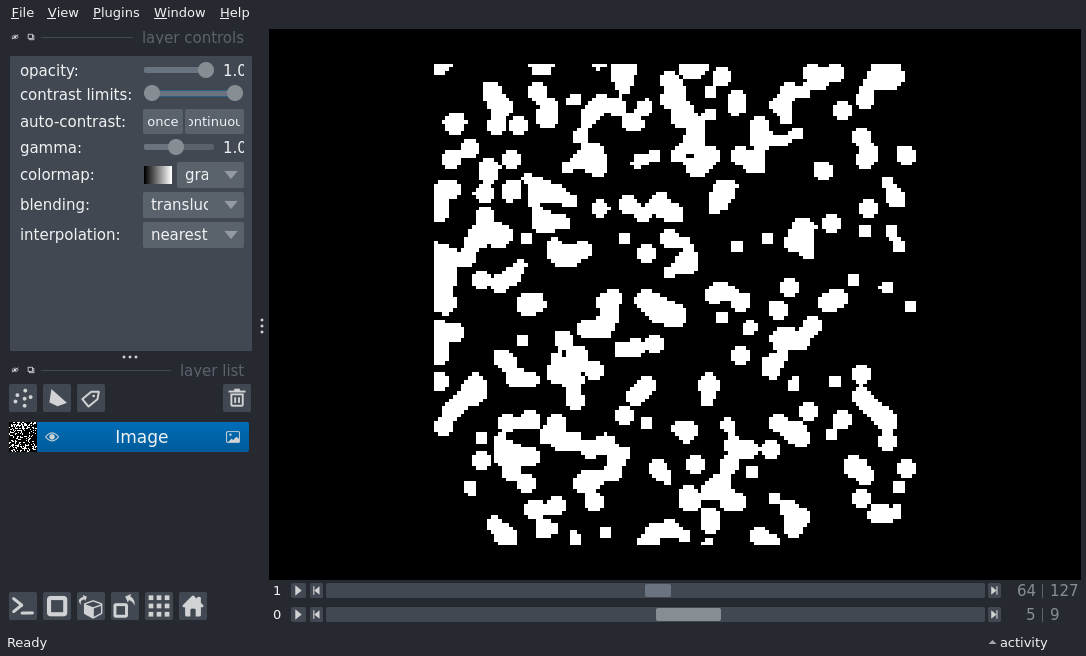 File View Plugins Window Help
layer controls
opacity: 1.0
contrast limits:
auto-contrast: once ontinuou
gamma: 1.0
colormap: gra
blending: transluc
interpolation: nearest
layer list
Image
1 64 127
0 5 9
Ready activity